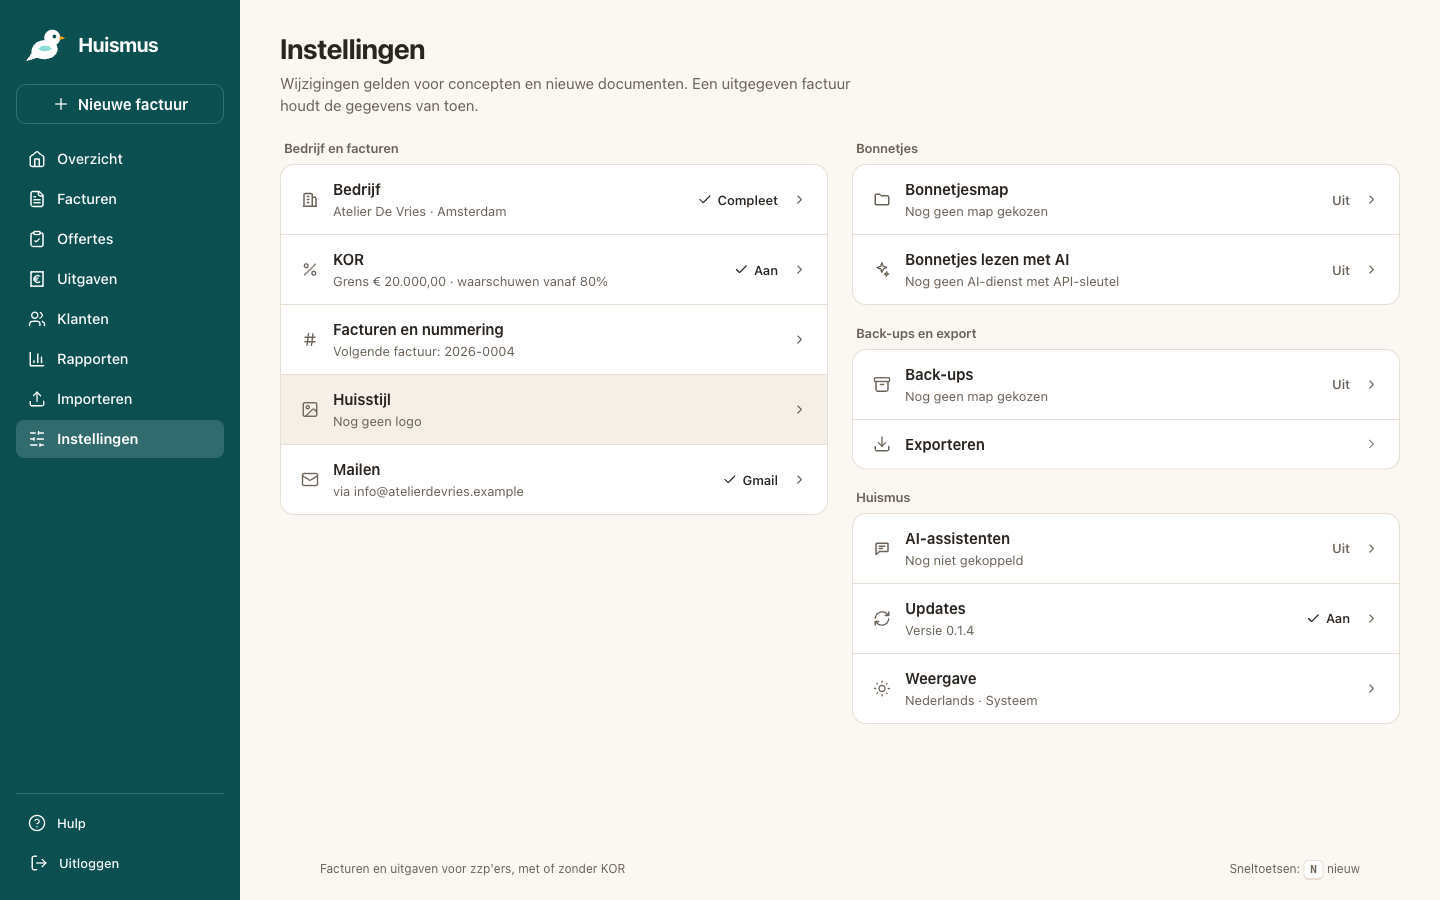 Huismus
Nieuwe factuur
Overzicht
Facturen
Offertes
Uitgaven
Klanten
Rapporten
Importeren
Instellingen
Hulp
Uitloggen
Instellingen
Wijzigingen gelden voor concepten en nieuwe documenten. Een uitgegeven factuur
houdt de gegevens van toen.
Bedrijf en facturen
Bedrijf
Atelier De Vries · Amsterdam
Compleet
KOR
Grens € 20.000,00 · waarschuwen vanaf 80%
Aan
Facturen en nummering
Volgende factuur: 2026-0004
Huisstijl
Nog geen logo
Mailen
via info@atelierdevries.example
Gmail
Bonnetjes
Bonnetjesmap
Nog geen map gekozen
Uit
Bonnetjes lezen met AI
Nog geen AI-dienst met API-sleutel
Uit
Back-ups en export
Back-ups
Nog geen map gekozen
Uit
Exporteren
Huismus
AI-assistenten
Nog niet gekoppeld
Uit
Updates
Versie 0.1.4
Aan
Weergave
Nederlands · Systeem
Facturen en uitgaven voor zzp'ers, met of zonder KOR
Sneltoetsen: N nieuw